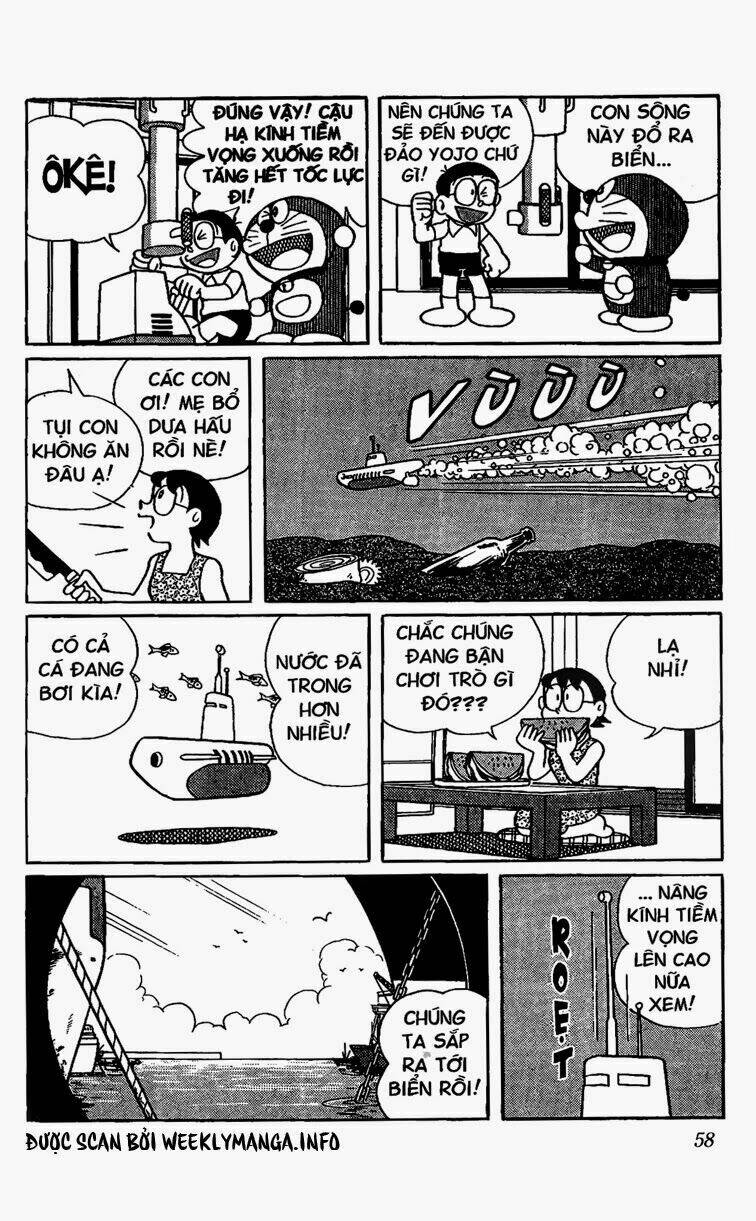 CON SÔNG
NÀY ĐỔ RA
BIỂN...
NÊN CHÚNG TA
SẼ ĐẾN ĐƯỢC
ĐẢO YOJO CHỨ
GÌ!
ĐÚNG VẬY! CẬU
HẠ KÍNH TIỀM
VỌNG XUỐNG RỒI
TĂNG HẾT TỐC LỰC
ĐI!
ÔKÊ!
VÙÙÙ
CÁC CON
ƠI! MẸ BỔ
DƯA HẤU
RỒI NÈ!
TỤI CON
KHÔNG ĂN
ĐÂU Ạ!
LẠ
NHỈ!
CHẮC CHÚNG
ĐANG BẬN
CHƠI TRÒ GÌ
ĐÓ???
NƯỚC ĐÃ
TRONG
HƠN
NHIỀU!
CÓ CẢ
CÁ ĐANG
BƠI KÌA!
... NÂNG
KÍNH TIỀM
VỌNG
LÊN CAO
NỮA
XEM!
ROẸT
CHÚNG
TA SẮP
RA TỚI
BIỂN RỒI!
ĐƯỢC SCAN BỞI WEEKLYMANGA.INFO
58